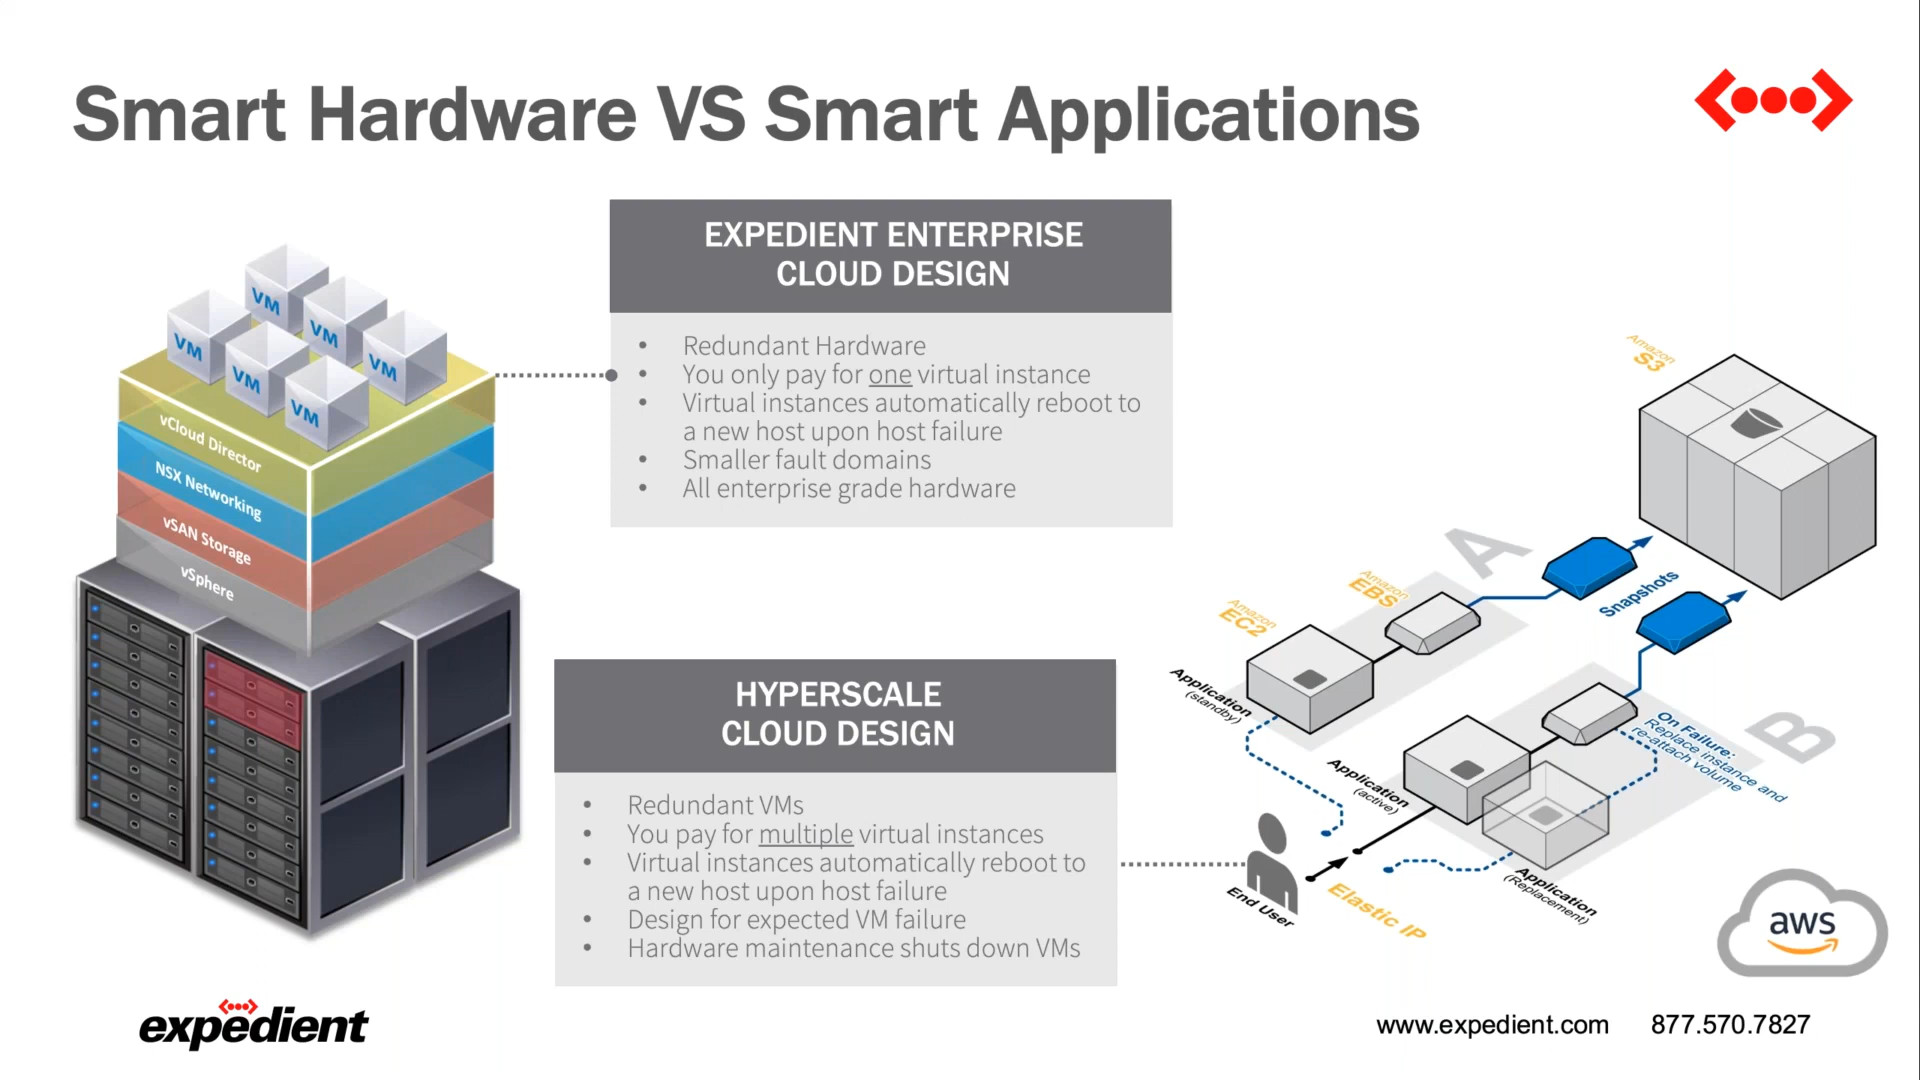 Smart Hardware VS Smart Applications
EXPEDIENT ENTERPRISE
CLOUD DESIGN
• Redundant Hardware
• You only pay for one virtual instance
• Virtual instances automatically reboot to
a new host upon host failure
• Smaller fault domains
• All enterprise grade hardware
VM
VM
VM
VM
VM
VM
vCloud Director
NSX Networking
vSAN Storage
vSphere
HYPERSCALE
CLOUD DESIGN
• Redundant VMs
• You pay for multiple virtual instances
• Virtual instances automatically reboot to
a new host upon host failure
• Design for expected VM failure
• Hardware maintenance shuts down VMs
Amazon
S3
A
Amazon
EBS
Amazon
EC2
Snapshots
Application
(standby)
B
On Failure:
Replace instance and
re-attach volume
Application
(active)
Application
(Replacement)
End User
Elastic IP
aws
expedient
www.expedient.com 877.570.7827